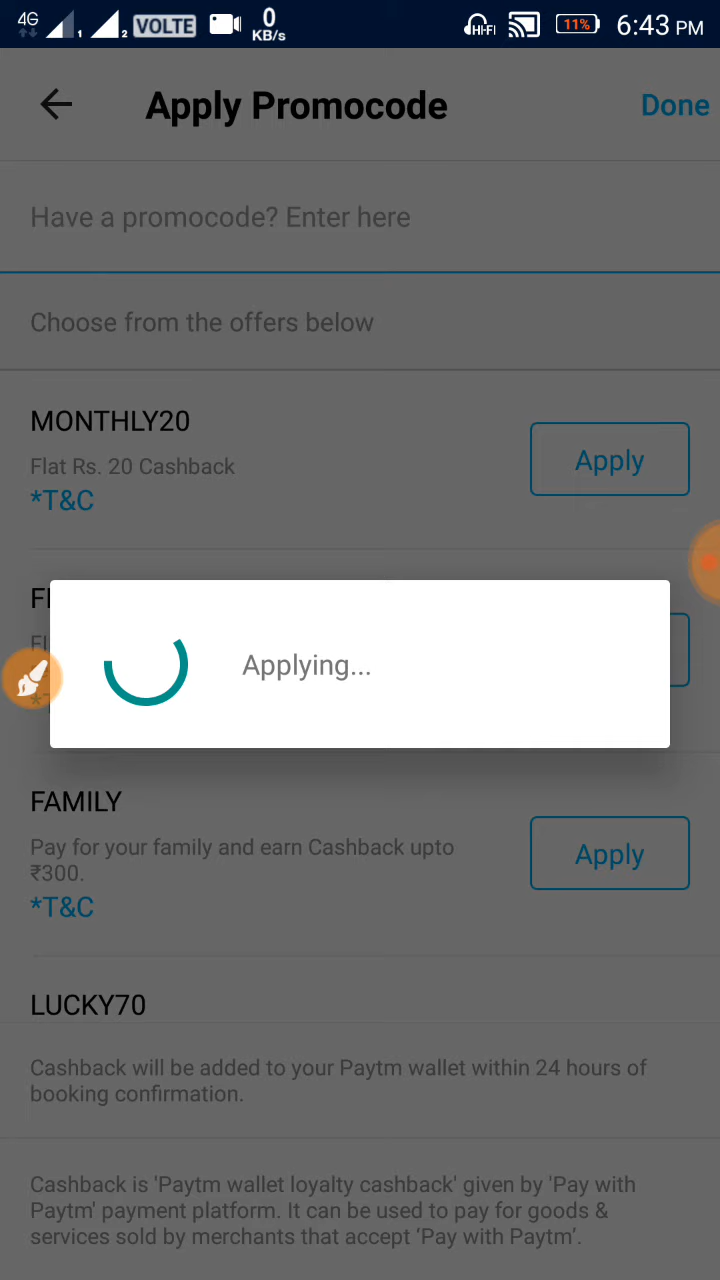 4G 1 2 VOLTE 0 KB/s HI-FI 11% 6:43 PM
Apply Promocode Done
Have a promocode? Enter here
Choose from the offers below
MONTHLY20
Flat Rs. 20 Cashback
*T&C
Apply
Applying...
FAMILY
Pay for your family and earn Cashback upto
₹300.
*T&C
Apply
LUCKY70
Cashback will be added to your Paytm wallet within 24 hours of
booking confirmation.
Cashback is 'Paytm wallet loyalty cashback' given by 'Pay with
Paytm' payment platform. It can be used to pay for goods &
services sold by merchants that accept ‘Pay with Paytm’.